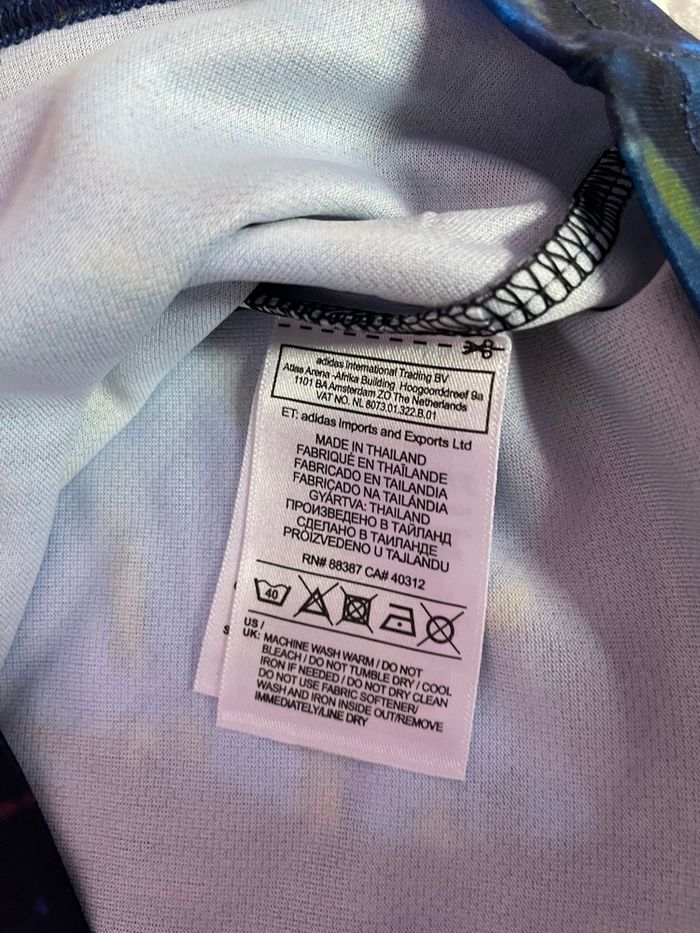 adidas International Trading BV
Atlas Arena -Afrika Building Hoogoorddreef 9a
1101 BA Amsterdam ZO The Netherlands
VAT NO. NL 8073.01.322.B.01
ET: adidas Imports and Exports Ltd
MADE IN THAILAND
FABRIQUÉ EN THAÏLANDE
FABRICADO EN TAILANDIA
FABRICADO NA TAILÂNDIA
GYÁRTVA: THAILAND
ПРОИЗВЕДЕНО В ТАЙЛАНД
СДЕЛАНО В ТАИЛАНДЕ
PROIZVEDENO U TAJLANDU
RN# 88387 CA# 40312
40
US /
UK: MACHINE WASH WARM / DO NOT
BLEACH / DO NOT TUMBLE DRY / COOL
IRON IF NEEDED / DO NOT DRY CLEAN
DO NOT USE FABRIC SOFTENER/
WASH AND IRON INSIDE OUT/REMOVE
IMMEDIATELY/LINE DRY